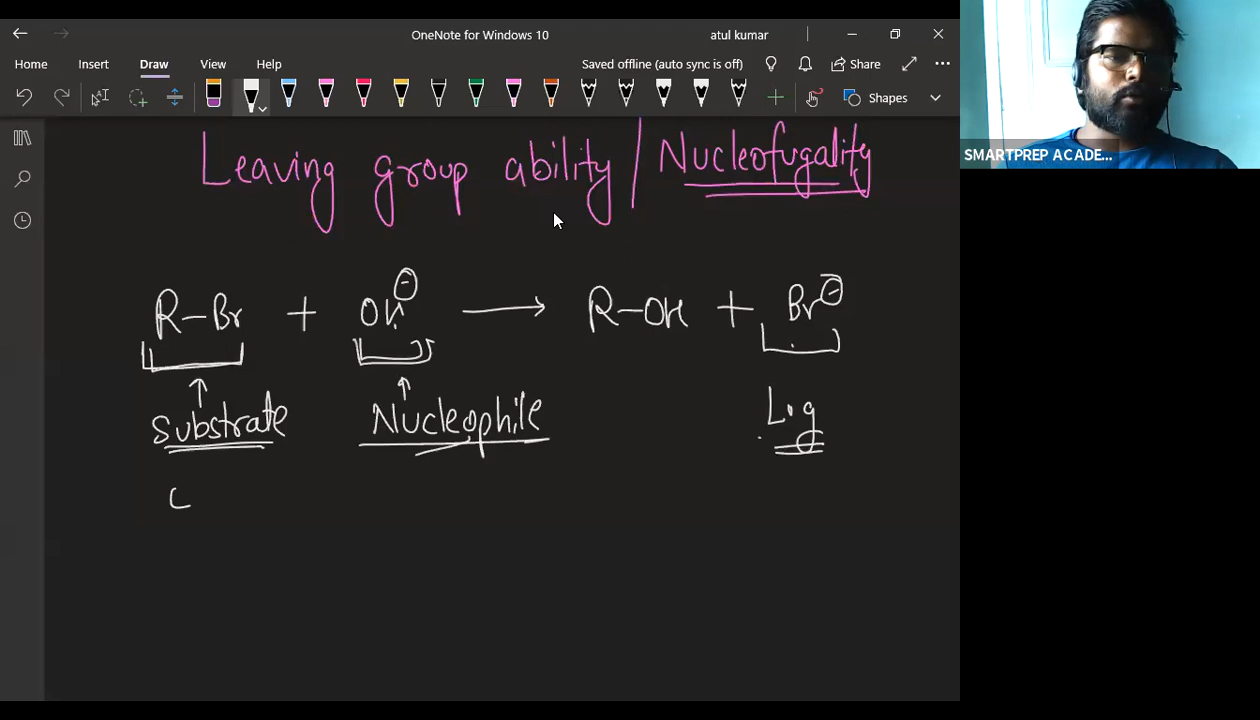 OneNote for Windows 10
atul kumar
Home Insert Draw View Help
Saved offline (auto sync is off)
Share
Shapes
SMARTPREP ACADE...
Leaving group ability / Nucleofugality
R-Br + OH⊖ → R-OH + Br⊖
↑ ↑
Substrate Nucleophile L.g
C